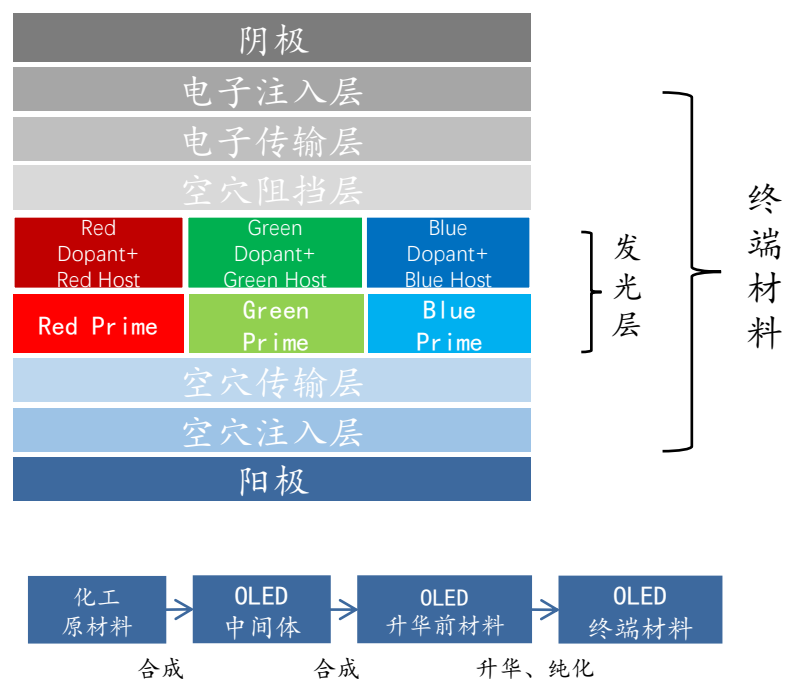 阴极
电子注入层
电子传输层
空穴阻挡层
Red
Dopant+
Red Host
Green
Dopant+
Green Host
Blue
Dopant+
Blue Host
Red Prime
Green
Prime
Blue
Prime
空穴传输层
空穴注入层
阳极
发光层
终端材料
化工
原材料
OLED
中间体
OLED
升华前材料
OLED
终端材料
合成
合成
升华、纯化